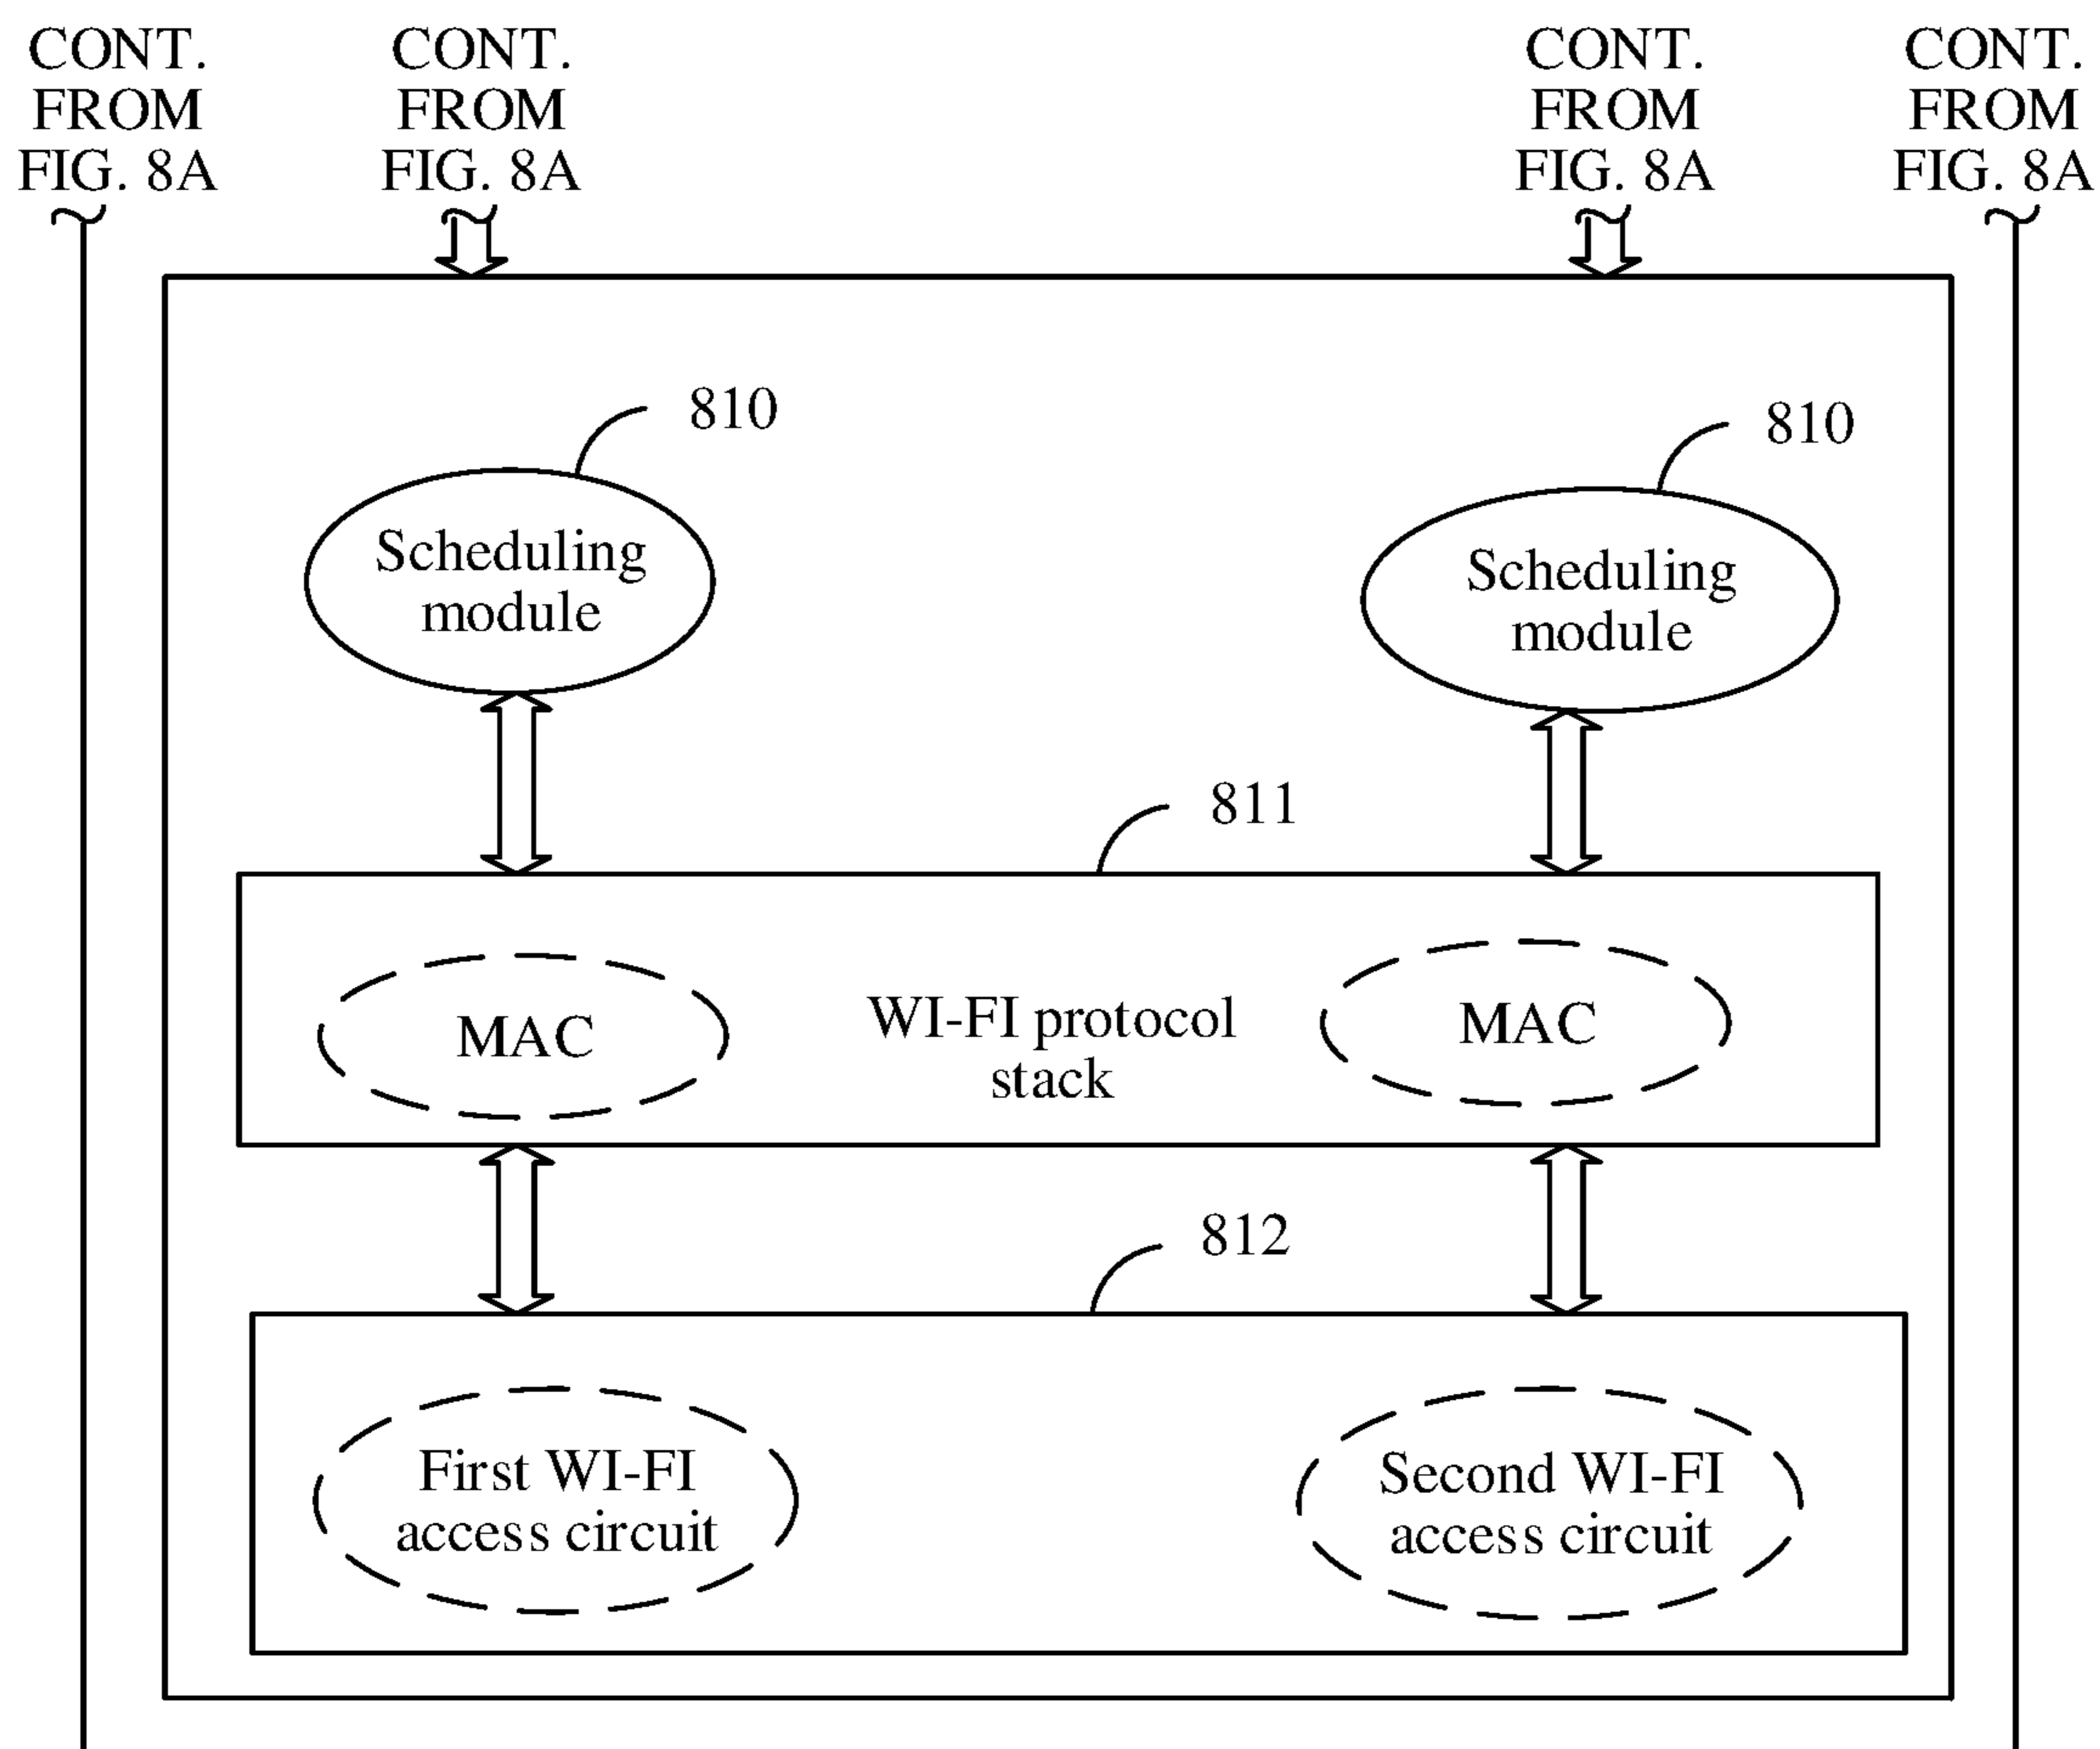 CONT.
FROM
FIG. 8A
CONT.
FROM
FIG. 8A
CONT.
FROM
FIG. 8A
CONT.
FROM
FIG. 8A
810
Scheduling
module
810
Scheduling
module
811
MAC
WI-FI protocol
stack
MAC
812
First WI-FI
access circuit
Second WI-FI
access circuit